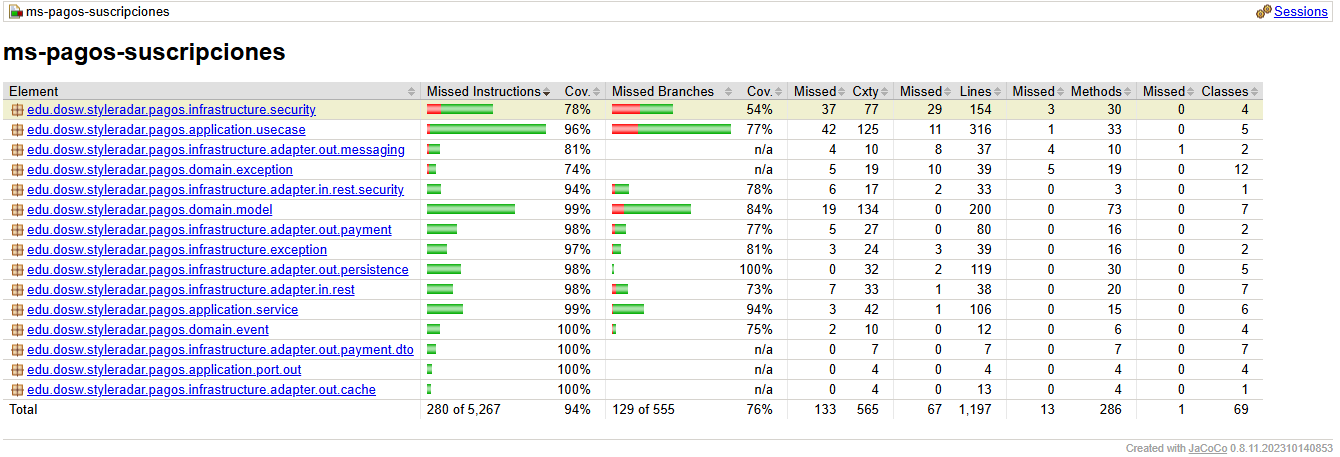 ms-pagos-suscripciones Sessions
ms-pagos-suscripciones
Element Missed Instructions Cov. Missed Branches Cov. Missed Cxty Missed Lines Missed Methods Missed Classes
edu.dosw.styleradar.pagos.infrastructure.security 78% 54% 37 77 29 154 3 30 0 4
edu.dosw.styleradar.pagos.application.usecase 96% 77% 42 125 11 316 1 33 0 5
edu.dosw.styleradar.pagos.infrastructure.adapter.out.messaging 81% n/a 4 10 8 37 4 10 1 2
edu.dosw.styleradar.pagos.domain.exception 74% n/a 5 19 10 39 5 19 0 12
edu.dosw.styleradar.pagos.infrastructure.adapter.in.rest.security 94% 78% 6 17 2 33 0 3 0 1
edu.dosw.styleradar.pagos.domain.model 99% 84% 19 134 0 200 0 73 0 7
edu.dosw.styleradar.pagos.infrastructure.adapter.out.payment 98% 77% 5 27 0 80 0 16 0 2
edu.dosw.styleradar.pagos.infrastructure.exception 97% 81% 3 24 3 39 0 16 0 2
edu.dosw.styleradar.pagos.infrastructure.adapter.out.persistence 98% 100% 0 32 2 119 0 30 0 5
edu.dosw.styleradar.pagos.infrastructure.adapter.in.rest 98% 73% 7 33 1 38 0 20 0 7
edu.dosw.styleradar.pagos.application.service 99% 94% 3 42 1 106 0 15 0 6
edu.dosw.styleradar.pagos.domain.event 100% 75% 2 10 0 12 0 6 0 4
edu.dosw.styleradar.pagos.infrastructure.adapter.out.payment.dto 100% n/a 0 7 0 7 0 7 0 7
edu.dosw.styleradar.pagos.application.port.out 100% n/a 0 4 0 4 0 4 0 4
edu.dosw.styleradar.pagos.infrastructure.adapter.out.cache 100% n/a 0 4 0 13 0 4 0 1
Total 280 of 5,267 94% 129 of 555 76% 133 565 67 1,197 13 286 1 69
Created with JaCoCo 0.8.11.202310140853